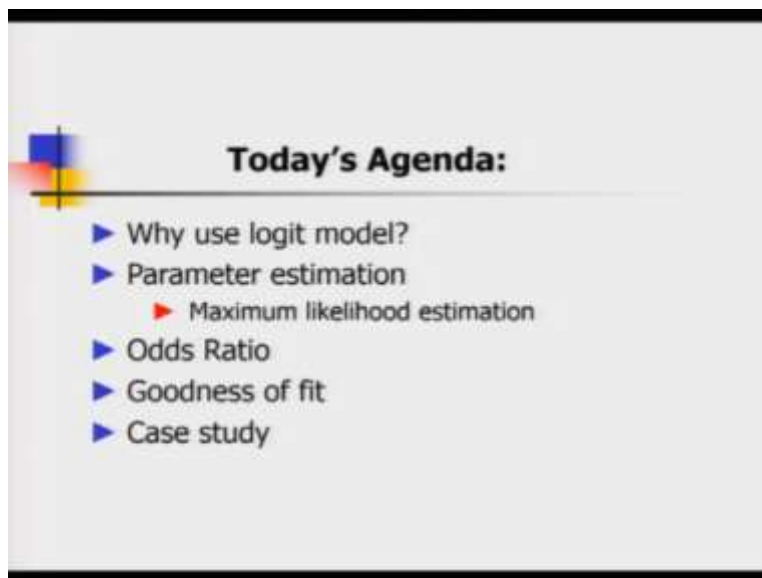 Today's Agenda:
Why use logit model?
Parameter estimation
Maximum likelihood estimation
Odds Ratio
Goodness of fit
Case study